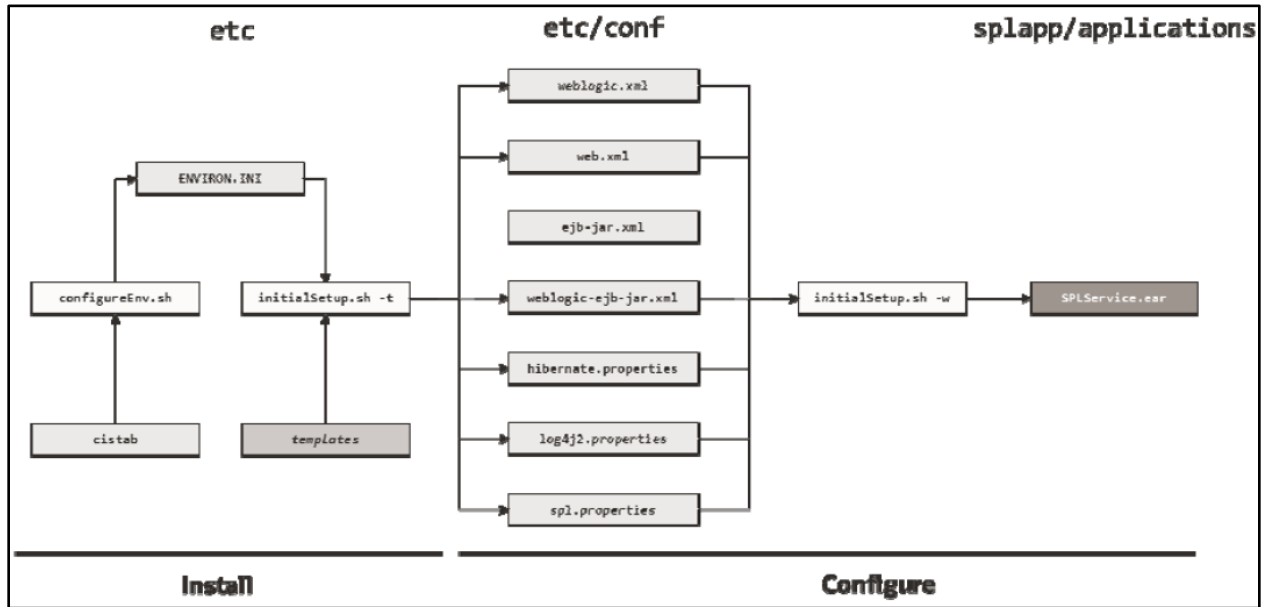 etc
etc/conf
splapp/applications
weblogic.xml
web.xml
ENVIRON.INI
ejb-jar.xml
configureEnv.sh
initialSetup.sh -t
weblogic-ejb-jar.xml
initialSetup.sh -w
SPLService.ear
hibernate.properties
cistab
templates
log4j2.properties
spl.properties
Install
Configure